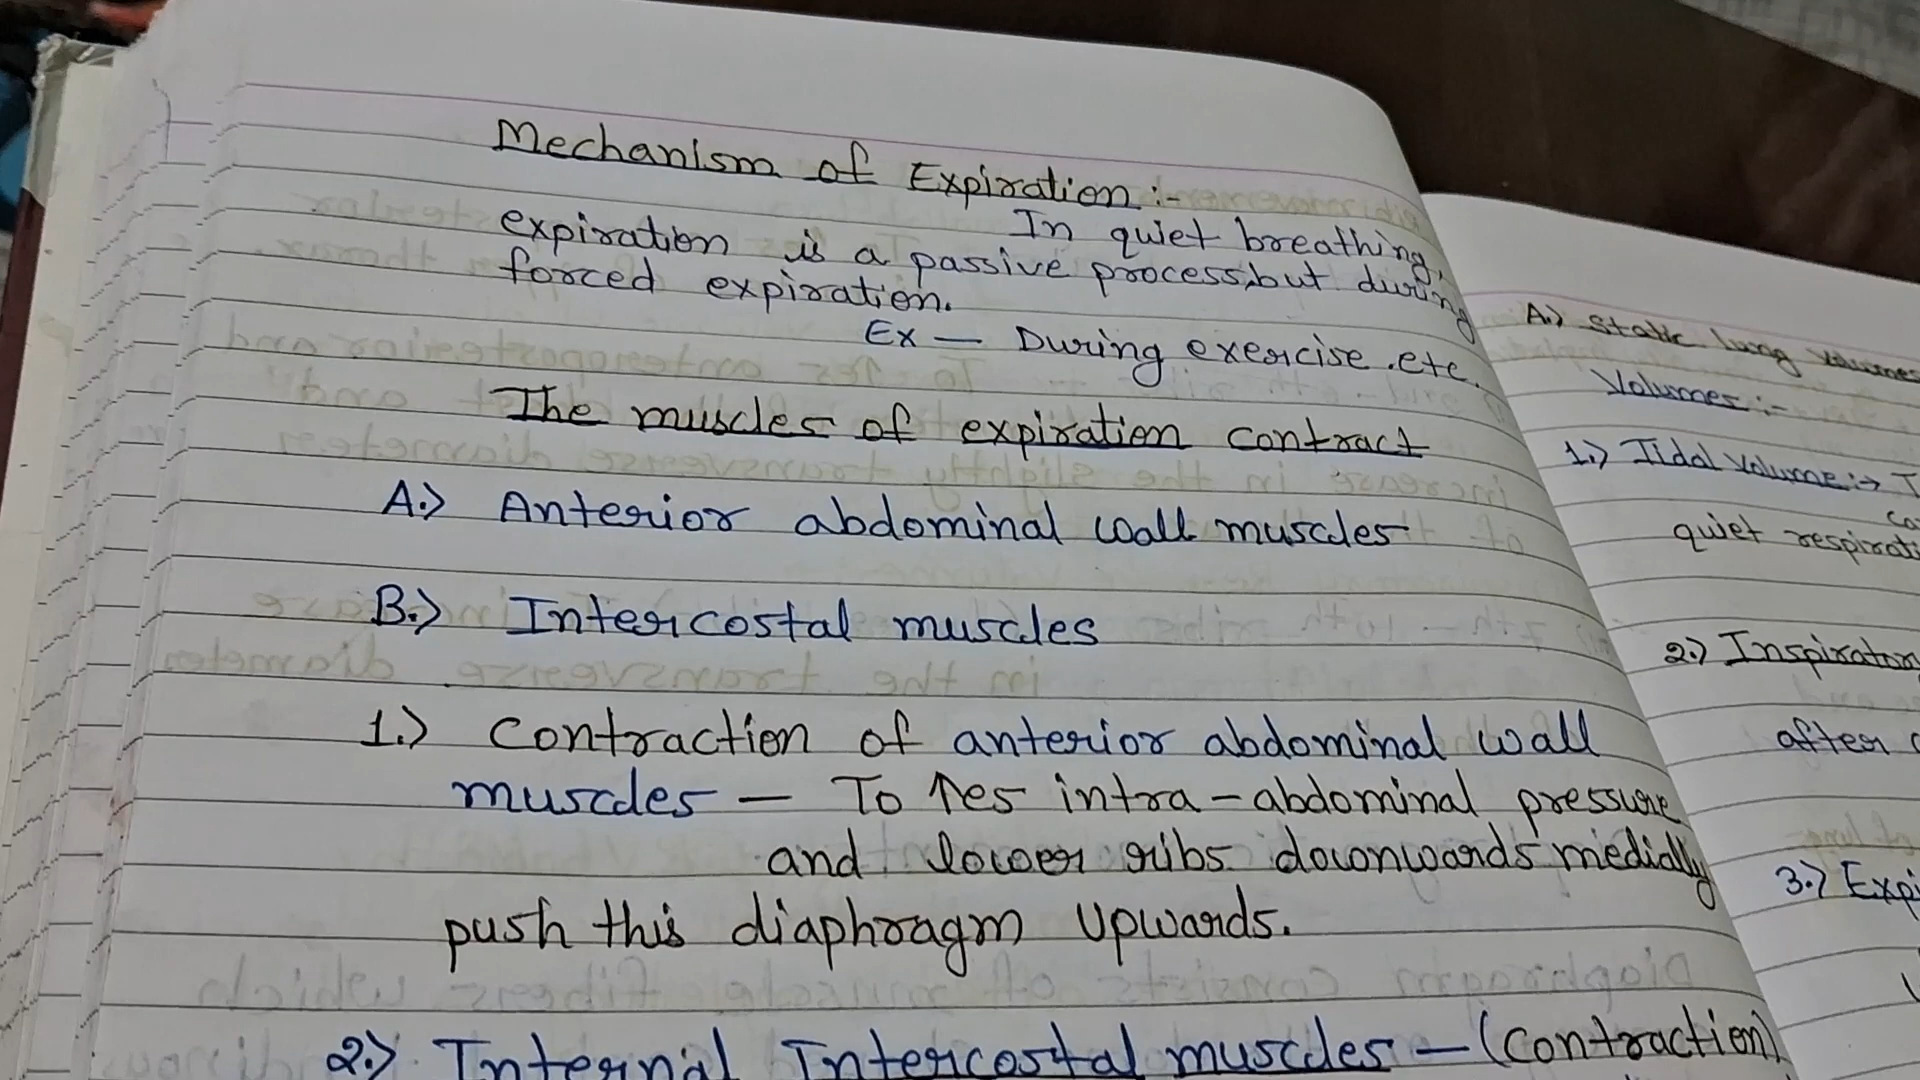 Mechanism of Expiration :-
In quiet breathing,
expiration is a passive process, but during
forced expiration.
Ex — During exercise .etc.
The muscles of expiration contract
A.) Anterior abdominal wall muscles
B.) Intercostal muscles
1.) Contraction of anterior abdominal wall
muscles — To ↑es intra-abdominal pressure
and lower ribs downwards medially
push this diaphragm upwards.
2.) Internal Intercostal muscles — (contraction)
A.) Static lung volumes
Volumes :-
1.) Tidal Volume :→
quiet
2.)
after
3.)